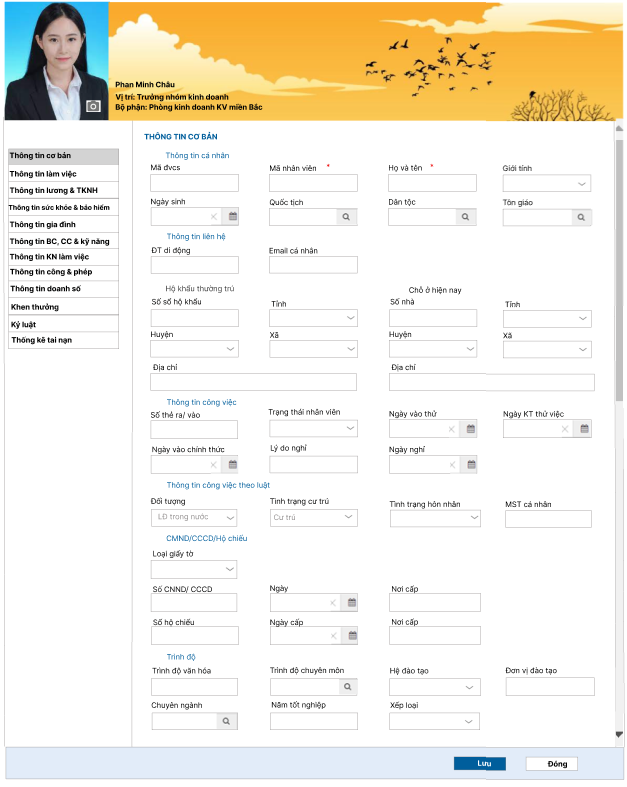 Phan Minh Châu
Vị trí: Trưởng nhóm kinh doanh
Bộ phận: Phòng kinh doanh KV miền Bắc
Thông tin cơ bản
Thông tin làm việc
Thông tin lương & TKNH
Thông tin sức khỏe & bảo hiểm
Thông tin gia đình
Thông tin BC, CC & kỹ năng
Thông tin KN làm việc
Thông tin công & phép
Thông tin doanh số
Khen thưởng
Kỷ luật
Thống kê tai nạn
THÔNG TIN CƠ BẢN
Thông tin cá nhân
Mã đvcs Mã nhân viên * Họ và tên * Giới tính
Ngày sinh Quốc tịch Dân tộc Tôn giáo
Thông tin liên hệ
ĐT di động Email cá nhân
Hộ khẩu thường trú Chỗ ở hiện nay
Số sổ hộ khẩu Tỉnh Số nhà Tỉnh
Huyện Xã Huyện Xã
Địa chỉ Địa chỉ
Thông tin công việc
Số thẻ ra/ vào Trạng thái nhân viên Ngày vào thử Ngày KT thử việc
Ngày vào chính thức Lý do nghỉ Ngày nghỉ
Thông tin công việc theo luật
Đối tượng Tình trạng cư trú Tình trạng hôn nhân MST cá nhân
LĐ trong nước Cư trú
CMND/CCCD/Hộ chiếu
Loại giấy tờ
Số CNND/ CCCD Ngày Nơi cấp
Số hộ chiếu Ngày cấp Nơi cấp
Trình độ
Trình độ văn hóa Trình độ chuyên môn Hệ đào tạo Đơn vị đào tạo
Chuyên ngành Năm tốt nghiệp Xếp loại
Lưu Đóng